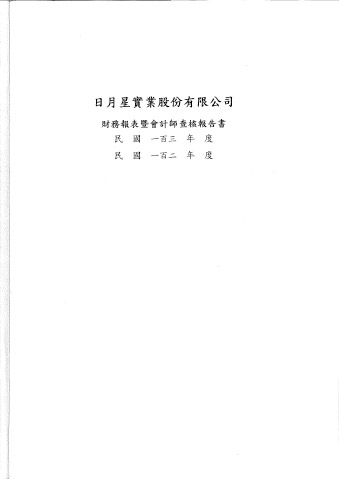 日月星實業股份有限公司
財務報表暨會計師查核報告書
民 國 一百三 年 度
民 國 一百二 年 度